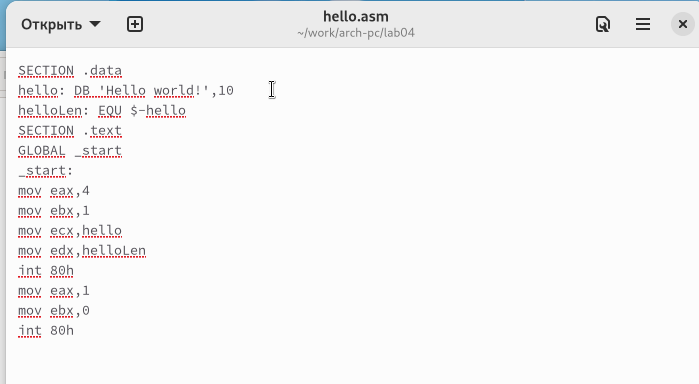 Открыть
hello.asm
~/work/arch-pc/lab04
SECTION .data
hello: DB 'Hello world!',10
helloLen: EQU $-hello
SECTION .text
GLOBAL _start
_start:
mov eax,4
mov ebx,1
mov ecx,hello
mov edx,helloLen
int 80h
mov eax,1
mov ebx,0
int 80h